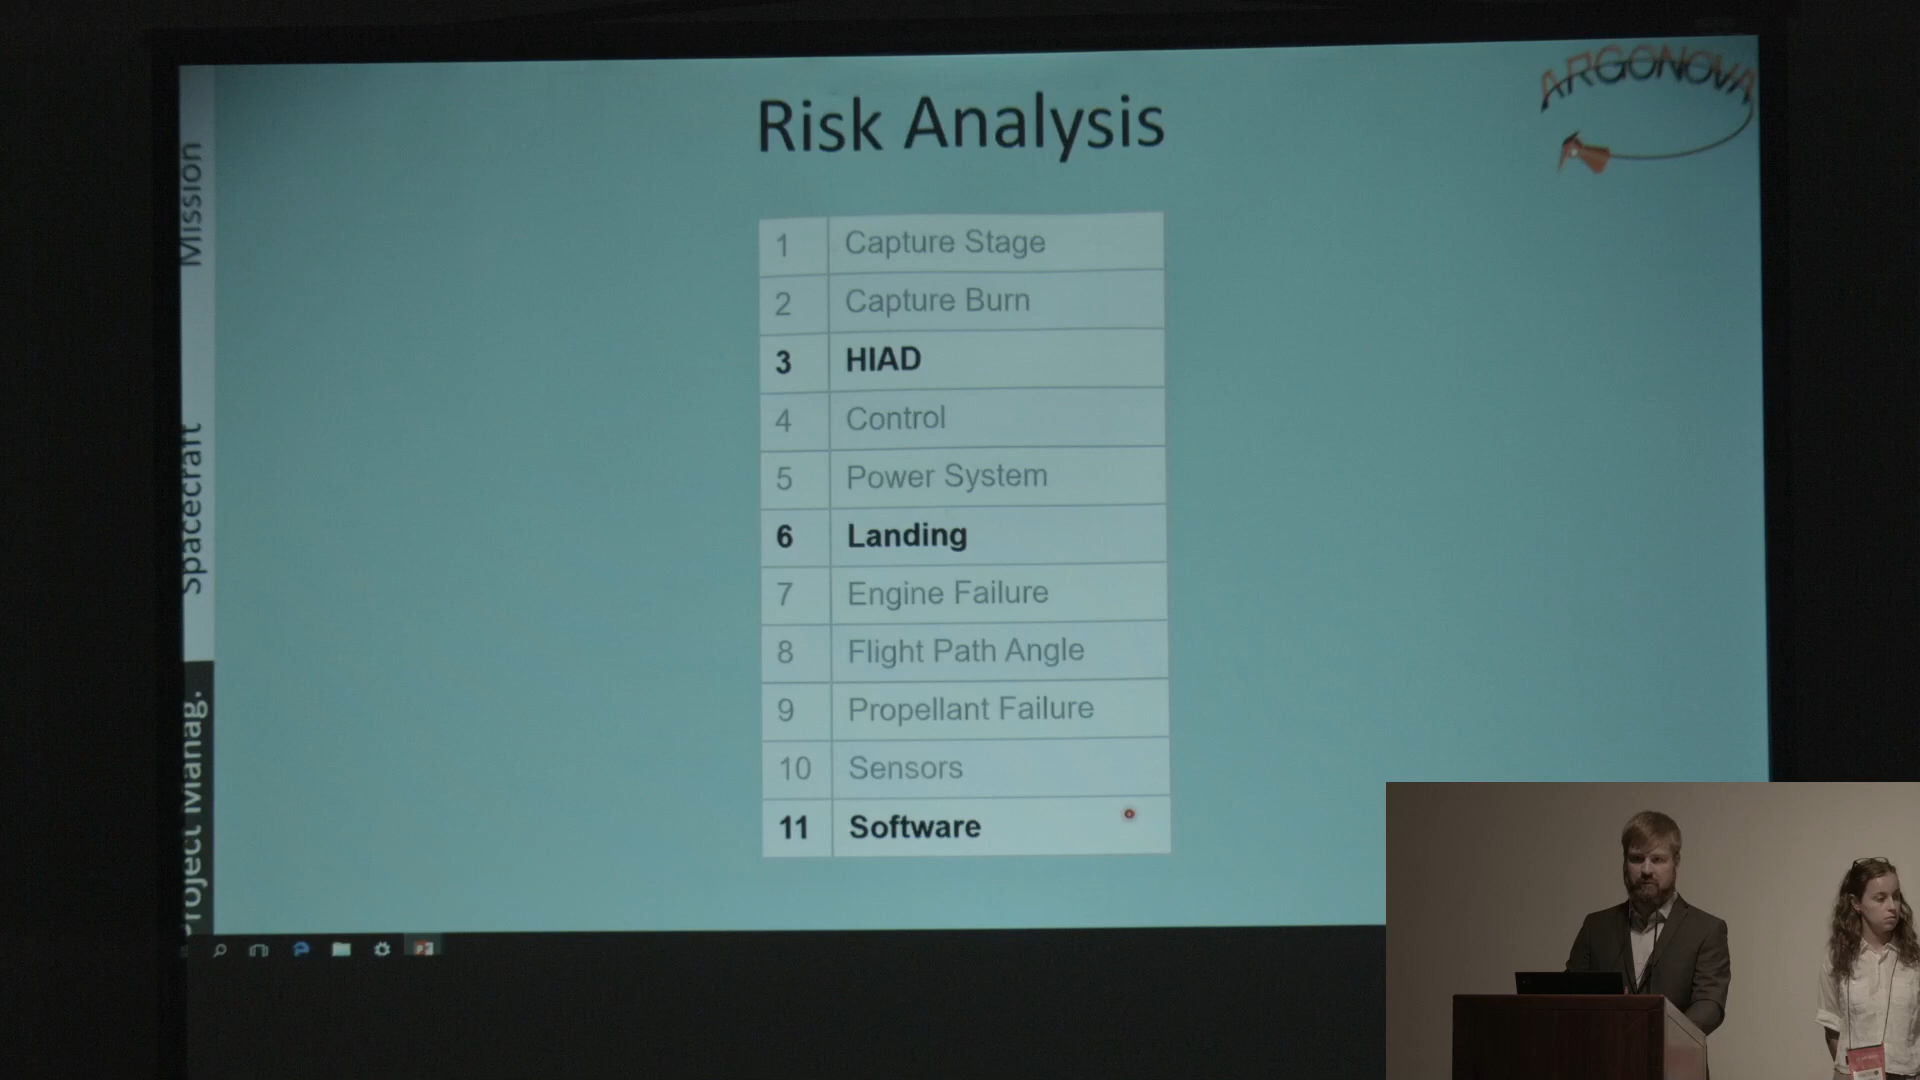 Risk Analysis
ARGONOVA
Mission
Spacecraft
Project Manag.
1 Capture Stage
2 Capture Burn
3 HIAD
4 Control
5 Power System
6 Landing
7 Engine Failure
8 Flight Path Angle
9 Propellant Failure
10 Sensors
11 Software